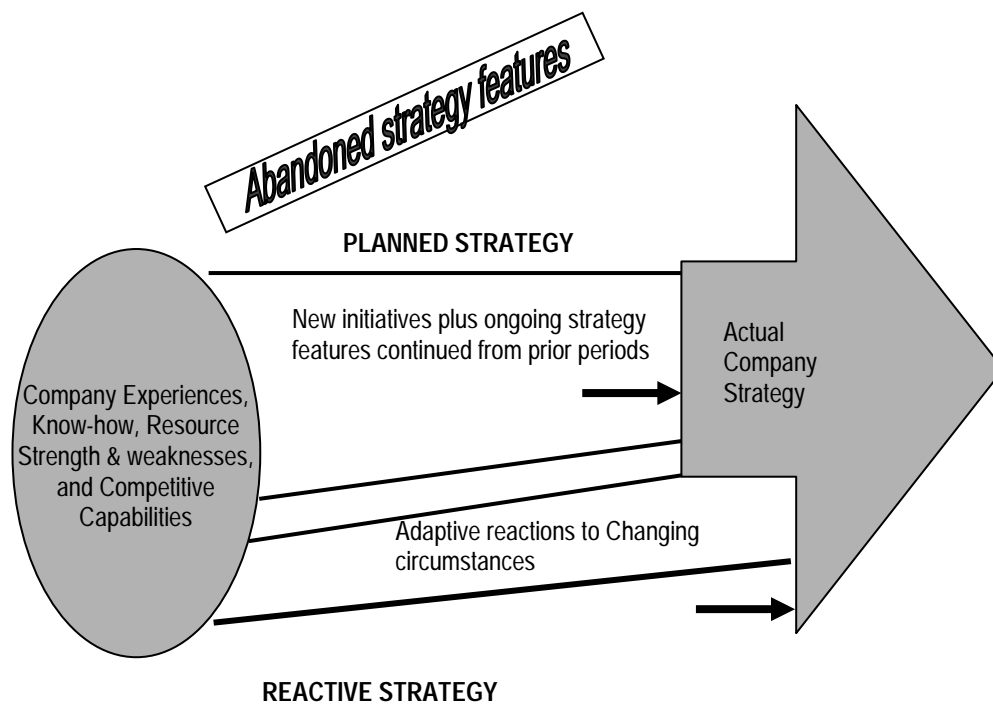 Abandoned strategy features
PLANNED STRATEGY
New initiatives plus ongoing strategy
features continued from prior periods
Actual
Company
Strategy
Company Experiences,
Know-how, Resource
Strength & weaknesses,
and Competitive
Capabilities
Adaptive reactions to Changing
circumstances
REACTIVE STRATEGY